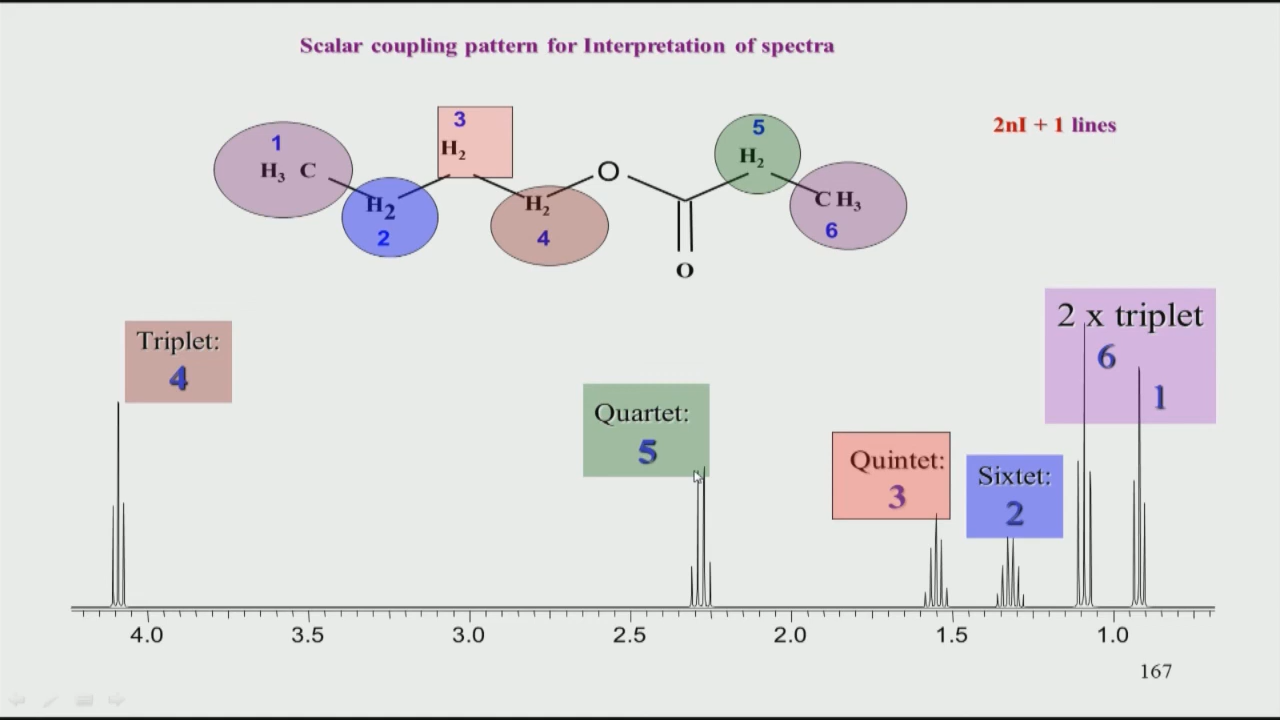 Scalar coupling pattern for Interpretation of spectra
2nI + 1 lines
1
H3 C
H2
2
3
H2
H2
4
O
O
5
H2
CH3
6
Triplet:
4
Quartet:
5
Quintet:
3
Sixtet:
2
2 x triplet
6
1
4.0 3.5 3.0 2.5 2.0 1.5 1.0
167